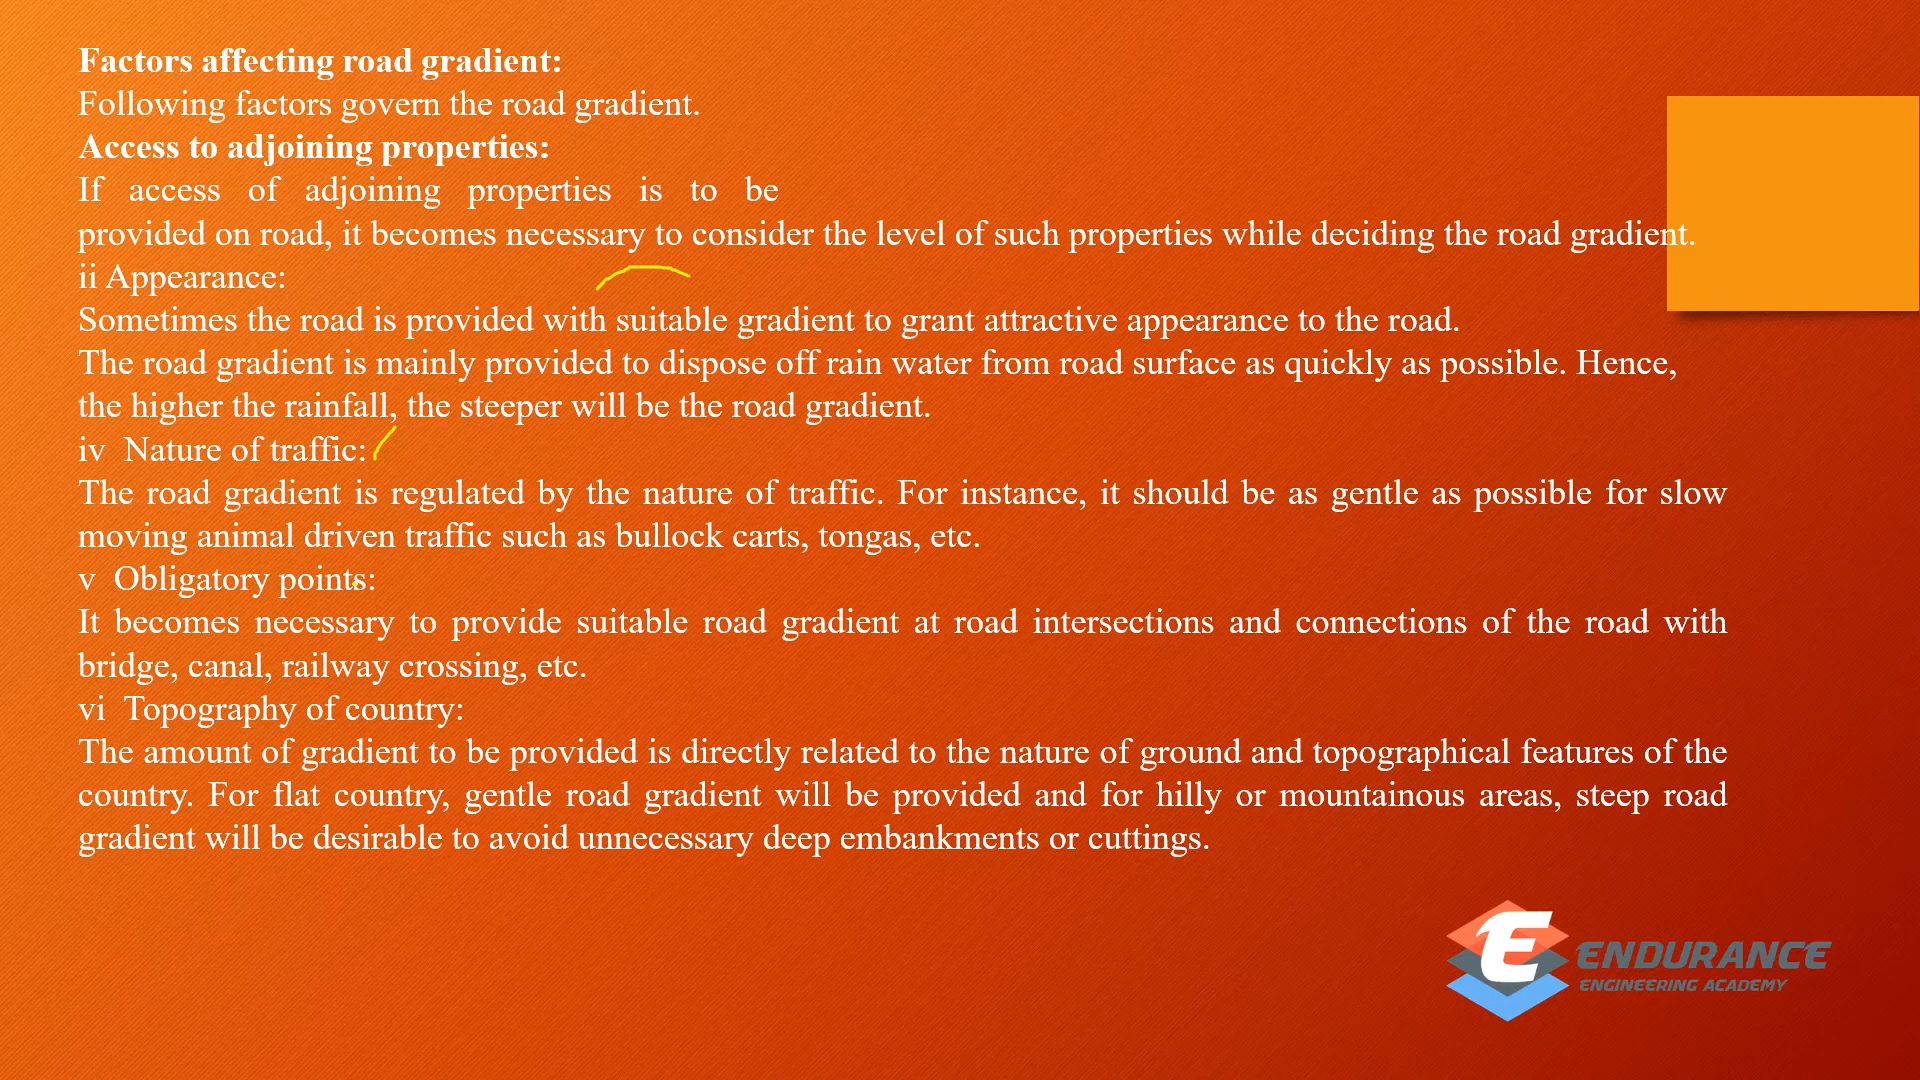 Factors affecting road gradient:
Following factors govern the road gradient.
Access to adjoining properties:
If access of adjoining properties is to be
provided on road, it becomes necessary to consider the level of such properties while deciding the road gradient.
ii Appearance:
Sometimes the road is provided with suitable gradient to grant attractive appearance to the road.
The road gradient is mainly provided to dispose off rain water from road surface as quickly as possible. Hence,
the higher the rainfall, the steeper will be the road gradient.
iv Nature of traffic:
The road gradient is regulated by the nature of traffic. For instance, it should be as gentle as possible for slow
moving animal driven traffic such as bullock carts, tongas, etc.
v Obligatory points:
It becomes necessary to provide suitable road gradient at road intersections and connections of the road with
bridge, canal, railway crossing, etc.
vi Topography of country:
The amount of gradient to be provided is directly related to the nature of ground and topographical features of the
country. For flat country, gentle road gradient will be provided and for hilly or mountainous areas, steep road
gradient will be desirable to avoid unnecessary deep embankments or cuttings.
E ENDURANCE
ENGINEERING ACADEMY